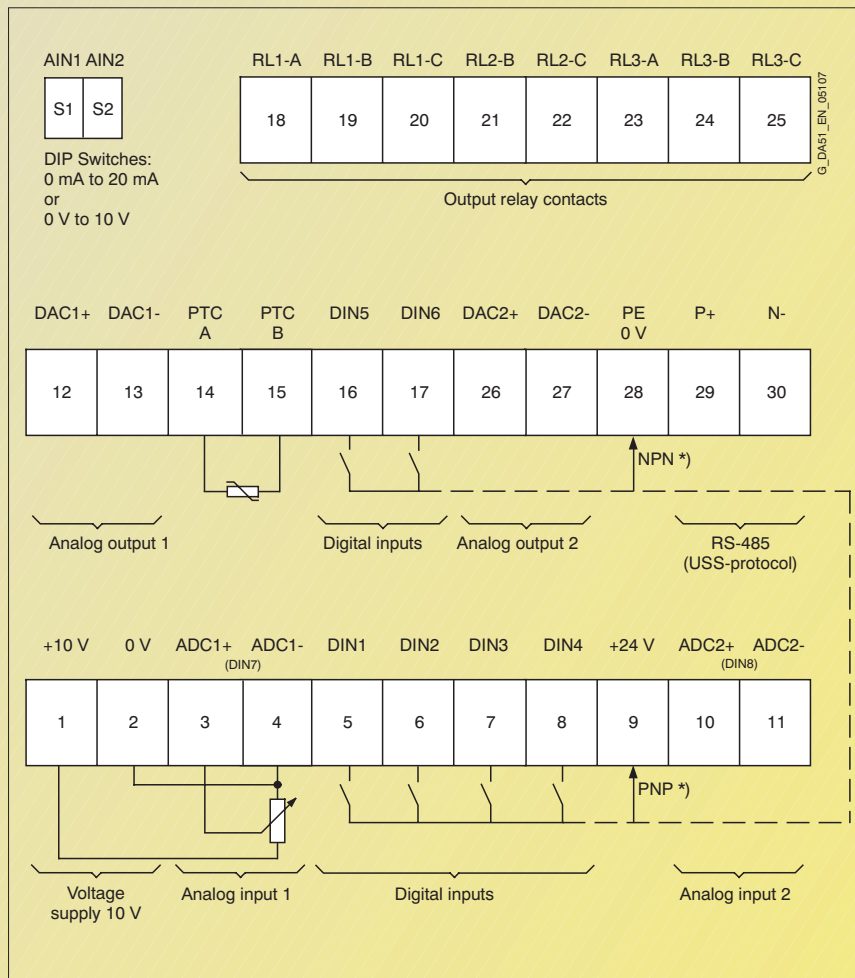 AIN1 AIN2
S1 S2
DIP Switches:
0 mA to 20 mA
or
0 V to 10 V
RL1-A RL1-B RL1-C RL2-B RL2-C RL3-A RL3-B RL3-C
18 19 20 21 22 23 24 25
Output relay contacts
G_DA51_EN_05107
DAC1+ DAC1- PTC A PTC B DIN5 DIN6 DAC2+ DAC2- PE 0 V P+ N-
12 13 14 15 16 17 26 27 28 29 30
NPN *)
Analog output 1
Digital inputs
Analog output 2
RS-485
(USS-protocol)
+10 V 0 V ADC1+ ADC1- DIN1 DIN2 DIN3 DIN4 +24 V ADC2+ ADC2-
(DIN7) (DIN8)
1 2 3 4 5 6 7 8 9 10 11
PNP *)
Voltage
supply 10 V
Analog input 1
Digital inputs
Analog input 2